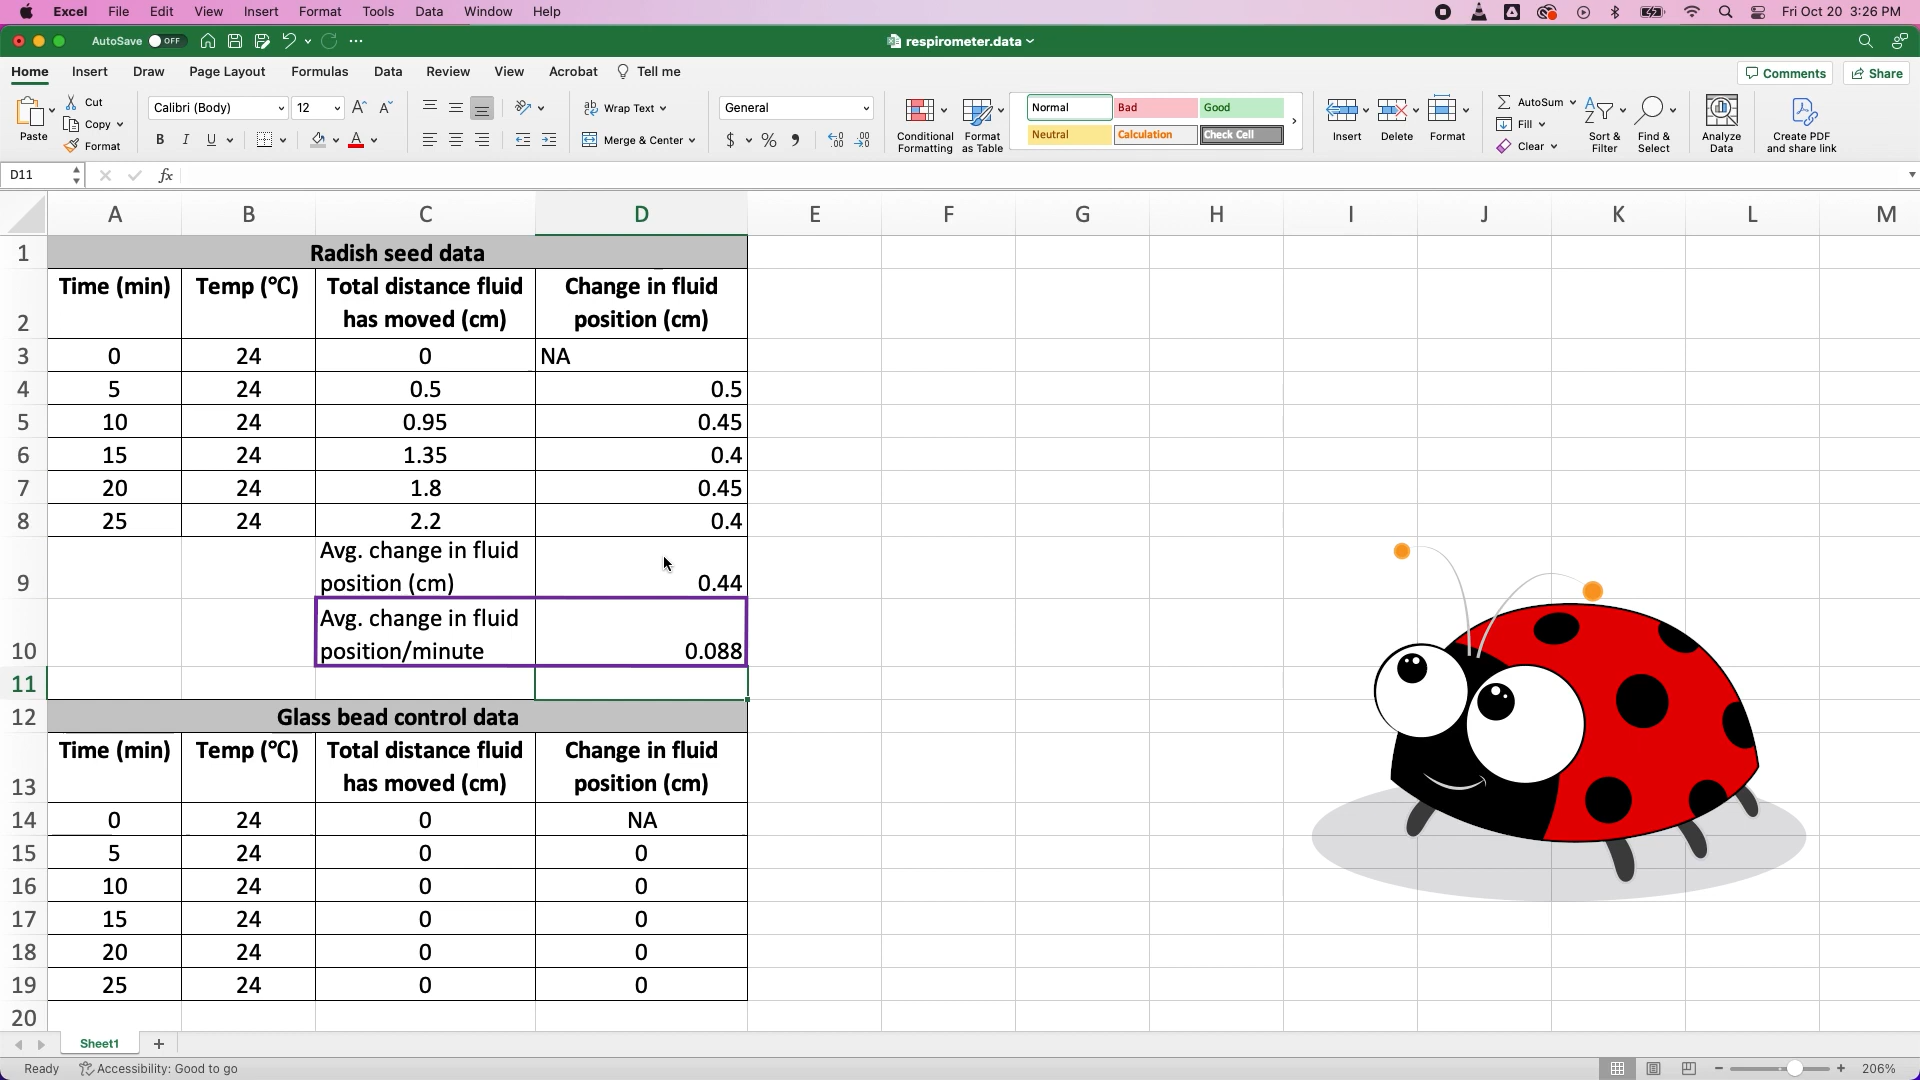 Excel File Edit View Insert Format Tools Data Window Help Fri Oct 20 3:26 PM
AutoSave OFF respirometer.data
Home Insert Draw Page Layout Formulas Data Review View Acrobat Tell me Comments Share
Paste Cut Copy Format
Calibri (Body) 12
B I U A
Wrap Text
Merge & Center
General
$ % 9
Conditional Formatting
Format as Table
Normal Bad Good
Neutral Calculation Check Cell
Insert Delete Format
AutoSum
Fill
Clear
Sort & Filter
Find & Select
Analyze Data
Create PDF and share link
D11 fx
A B C D E F G H I J K L M
1 Radish seed data
2 Time (min) Temp (°C) Total distance fluid has moved (cm) Change in fluid position (cm)
3 0 24 0 NA
4 5 24 0.5 0.5
5 10 24 0.95 0.45
6 15 24 1.35 0.4
7 20 24 1.8 0.45
8 25 24 2.2 0.4
9 Avg. change in fluid position (cm) 0.44
10 Avg. change in fluid position/minute 0.088
11
12 Glass bead control data
13 Time (min) Temp (°C) Total distance fluid has moved (cm) Change in fluid position (cm)
14 0 24 0 NA
15 5 24 0 0
16 10 24 0 0
17 15 24 0 0
18 20 24 0 0
19 25 24 0 0
20
Sheet1 +
Ready Accessibility: Good to go 206%